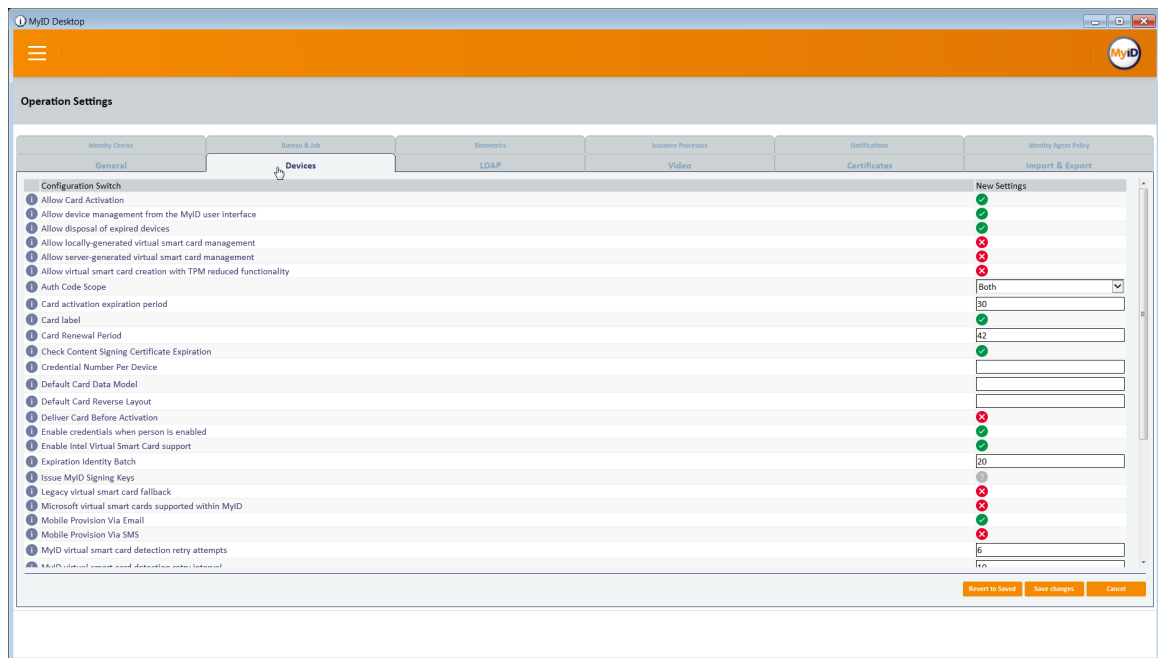 MyID Desktop
MyiD
Operation Settings
Identity Checks Bureau & Job Biometrics Issuance Processes Notifications Identity Agent Policy
General Devices LDAP Video Certificates Import & Export
Configuration Switch New Settings
Allow Card Activation
Allow device management from the MyID user interface
Allow disposal of expired devices
Allow locally-generated virtual smart card management
Allow server-generated virtual smart card management
Allow virtual smart card creation with TPM reduced functionality
Auth Code Scope Both
Card activation expiration period 30
Card label
Card Renewal Period 42
Check Content Signing Certificate Expiration
Credential Number Per Device
Default Card Data Model
Default Card Reverse Layout
Deliver Card Before Activation
Enable credentials when person is enabled
Enable Intel Virtual Smart Card support
Expiration Identity Batch 20
Issue MyID Signing Keys
Legacy virtual smart card fallback
Microsoft virtual smart cards supported within MyID
Mobile Provision Via Email
Mobile Provision Via SMS
MyID virtual smart card detection retry attempts 6
MyID virtual smart card detection retry interval 10
Revert to Saved Save changes Cancel